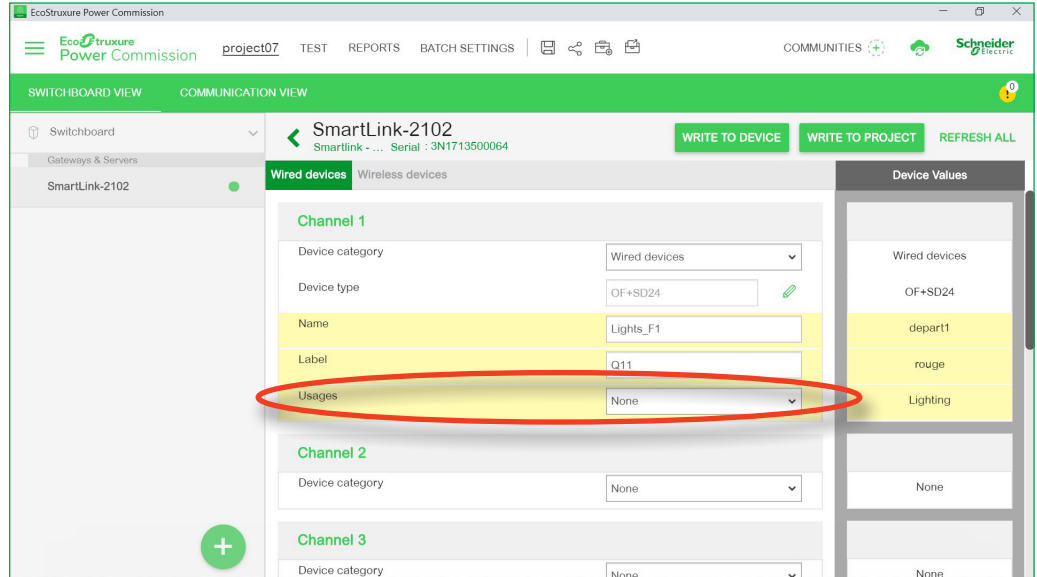 EcoStruxure Power Commission
EcoStruxure
Power Commission
project07 TEST REPORTS BATCH SETTINGS COMMUNITIES
Schneider
Electric
SWITCHBOARD VIEW COMMUNICATION VIEW
! 0
Switchboard
Gateways & Servers
SmartLink-2102
SmartLink-2102
Smartlink - ... Serial : 3N1713500064
WRITE TO DEVICE WRITE TO PROJECT REFRESH ALL
Wired devices Wireless devices Device Values
Channel 1
Device category Wired devices Wired devices
Device type OF+SD24 OF+SD24
Name Lights_F1 depart1
Label Q11 rouge
Usages None Lighting
Channel 2
Device category None None
Channel 3
Device category None None